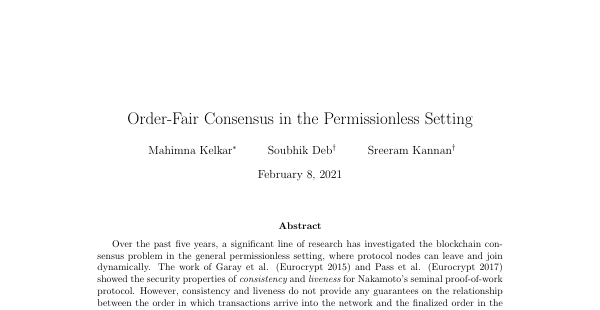 Order-Fair Consensus in the Permissionless Setting
Mahimna Kelkar* Soubhik Deb† Sreeram Kannan†
February 8, 2021
Abstract
Over the past five years, a significant line of research has investigated the blockchain con-
sensus problem in the general permissionless setting, where protocol nodes can leave and join
dynamically. The work of Garay et al. (Eurocrypt 2015) and Pass et al. (Eurocrypt 2017)
showed the security properties of consistency and liveness for Nakamoto's seminal proof-of-work
protocol. However, consistency and liveness do not provide any guarantees on the relationship
between the order in which transactions arrive into the network and the finalized order in the